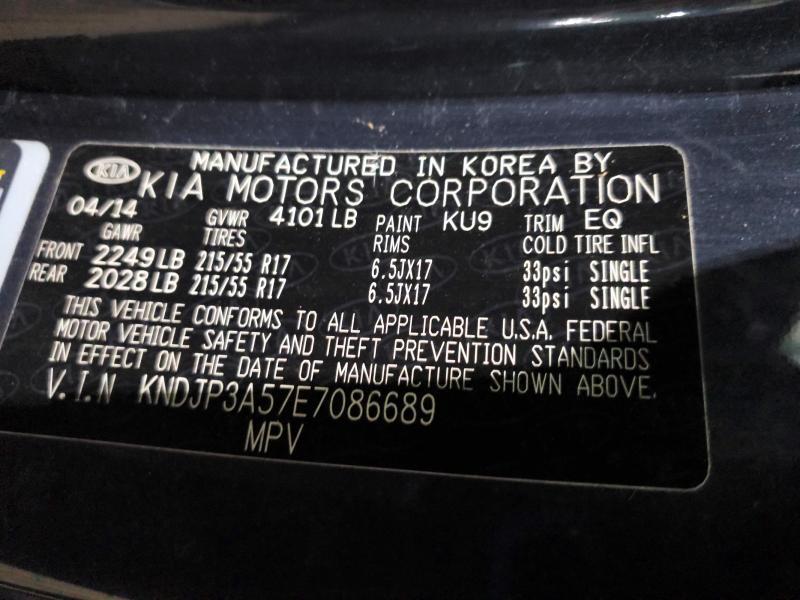 MANUFACTURED IN KOREA BY
KIA KIA MOTORS CORPORATION
04/14 GVWR 4101 LB PAINT KU9 TRIM EQ
GAWR TIRES RIMS COLD TIRE INFL
FRONT 2249 LB 215/55 R17 6.5JX17 33psi SINGLE
REAR 2028 LB 215/55 R17 6.5JX17 33psi SINGLE
THIS VEHICLE CONFORMS TO ALL APPLICABLE U.S.A. FEDERAL
MOTOR VEHICLE SAFETY AND THEFT PREVENTION STANDARDS
IN EFFECT ON THE DATE OF MANUFACTURE SHOWN ABOVE.
V.I.N KNDJP3A57E7086689
MPV